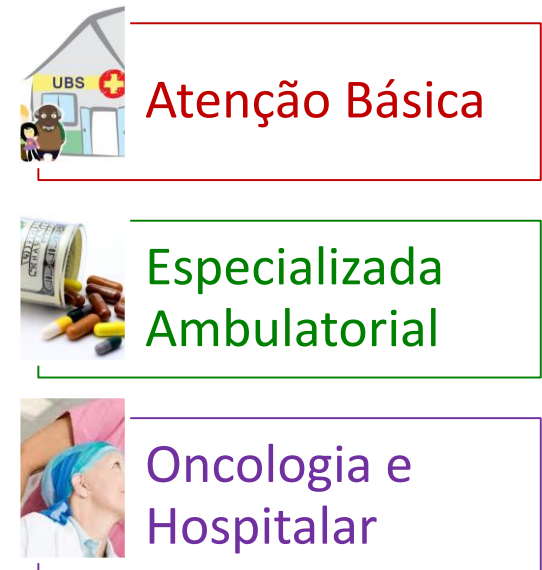 UBS
Atenção Básica
Especializada
Ambulatorial
Oncologia e
Hospitalar